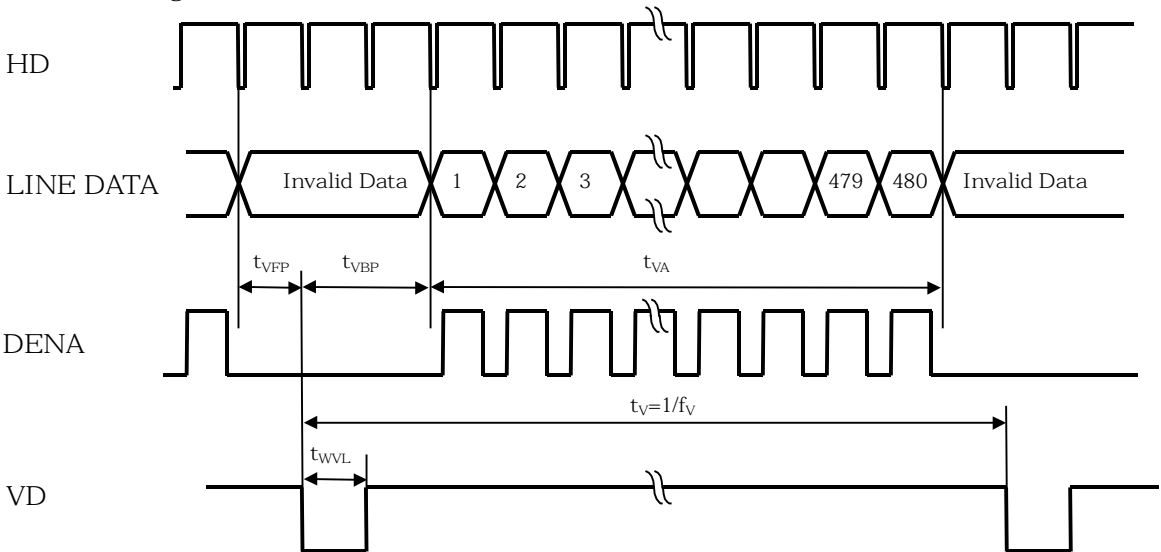 HD
LINE DATA
Invalid Data 1 2 3 479 480 Invalid Data
tVFP tVBP tVA
DENA
tV=1/fV
tWVL
VD